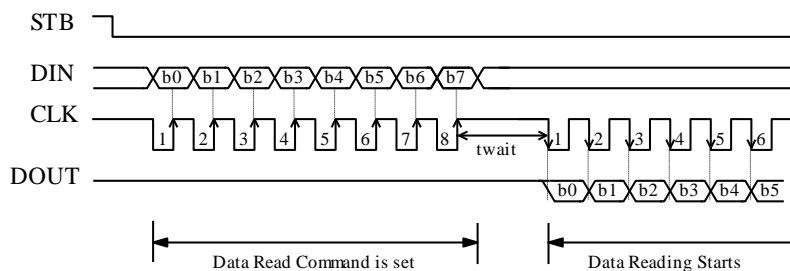 STB
DIN b0 b1 b2 b3 b4 b5 b6 b7
CLK 1 2 3 4 5 6 7 8 twait 1 2 3 4 5 6
DOUT b0 b1 b2 b3 b4 b5
Data Read Command is set Data Reading Starts